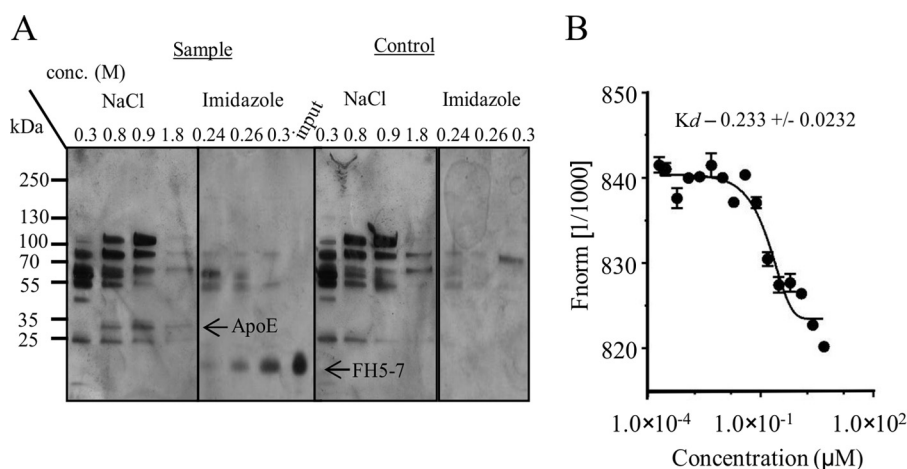 A
B
Sample
Control
conc. (M)
NaCl
Imidazole
NaCl
Imidazole
kDa
0.3 0.8 0.9 1.8
0.24 0.26 0.3
input
0.3 0.8 0.9 1.8
0.24 0.26 0.3
250
130
100
70
55
35
25
ApoE
FH5-7
850
840
830
820
Fnorm [1/1000]
Kd – 0.233 +/- 0.0232
1.0×10-4 1.0×10-1 1.0×102
Concentration (µM)